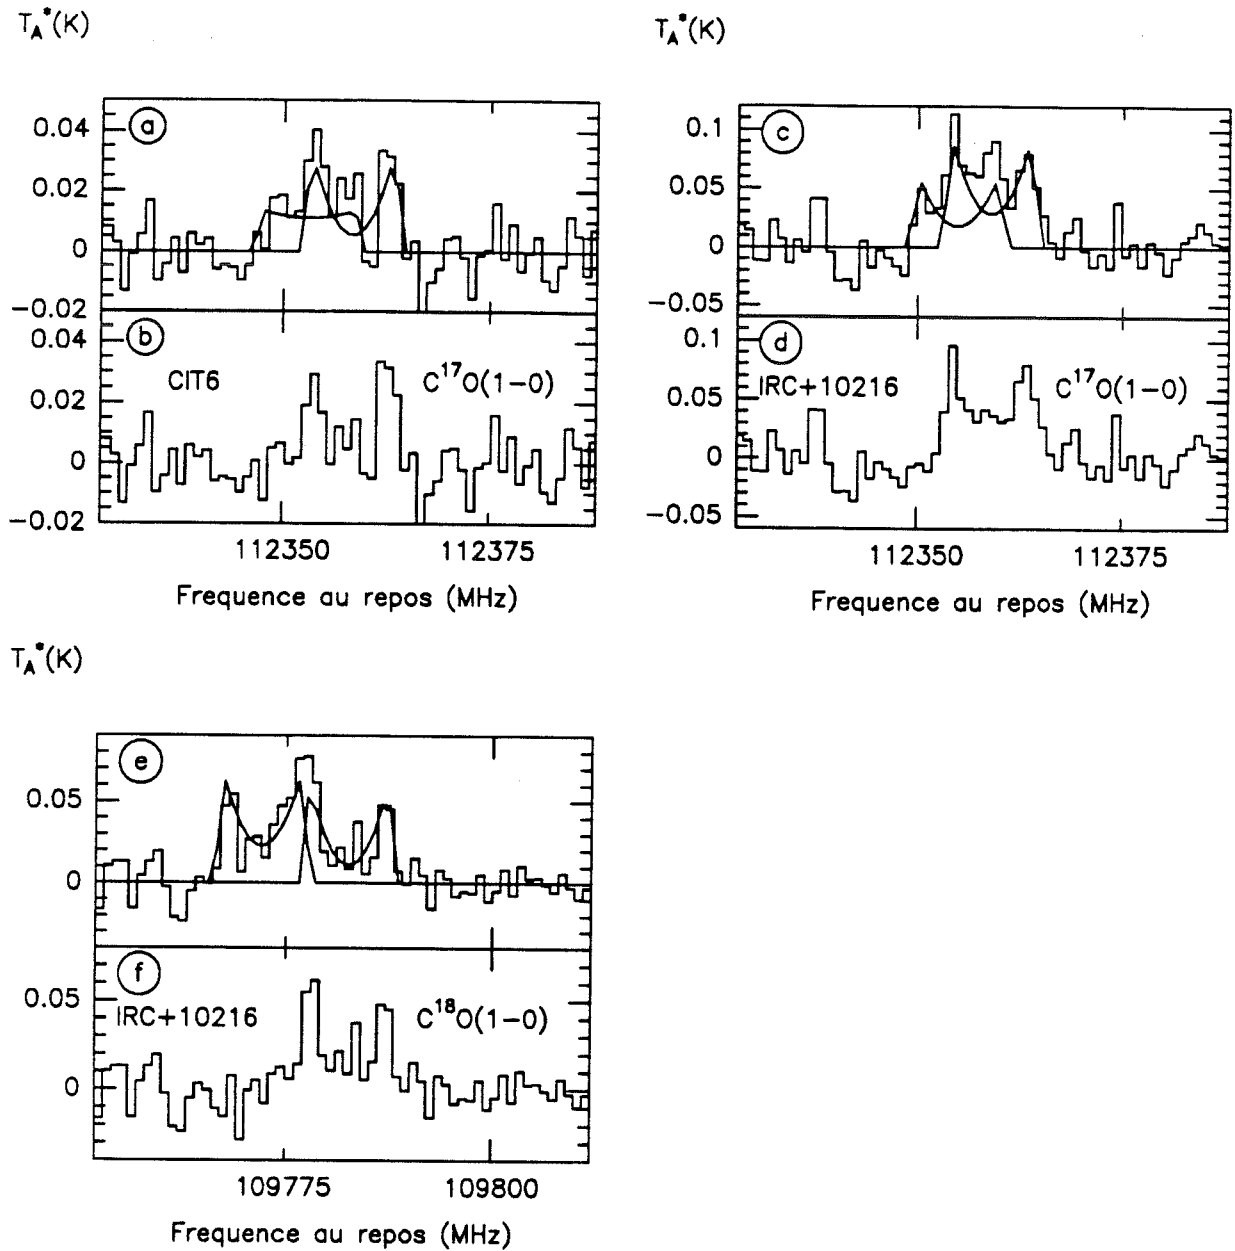 T_A*(K)
T_A*(K)
a
0.04
0.02
0
−0.02
b
0.04
CIT6
C¹⁷O(1−0)
0.02
0
−0.02
112350
112375
Frequence au repos (MHz)
c
0.1
0.05
0
−0.05
d
0.1
IRC+10216
C¹⁷O(1−0)
0.05
0
−0.05
112350
112375
Frequence au repos (MHz)
T_A*(K)
e
0.05
0
f
0.05
IRC+10216
C¹⁸O(1−0)
0
109775
109800
Frequence au repos (MHz)